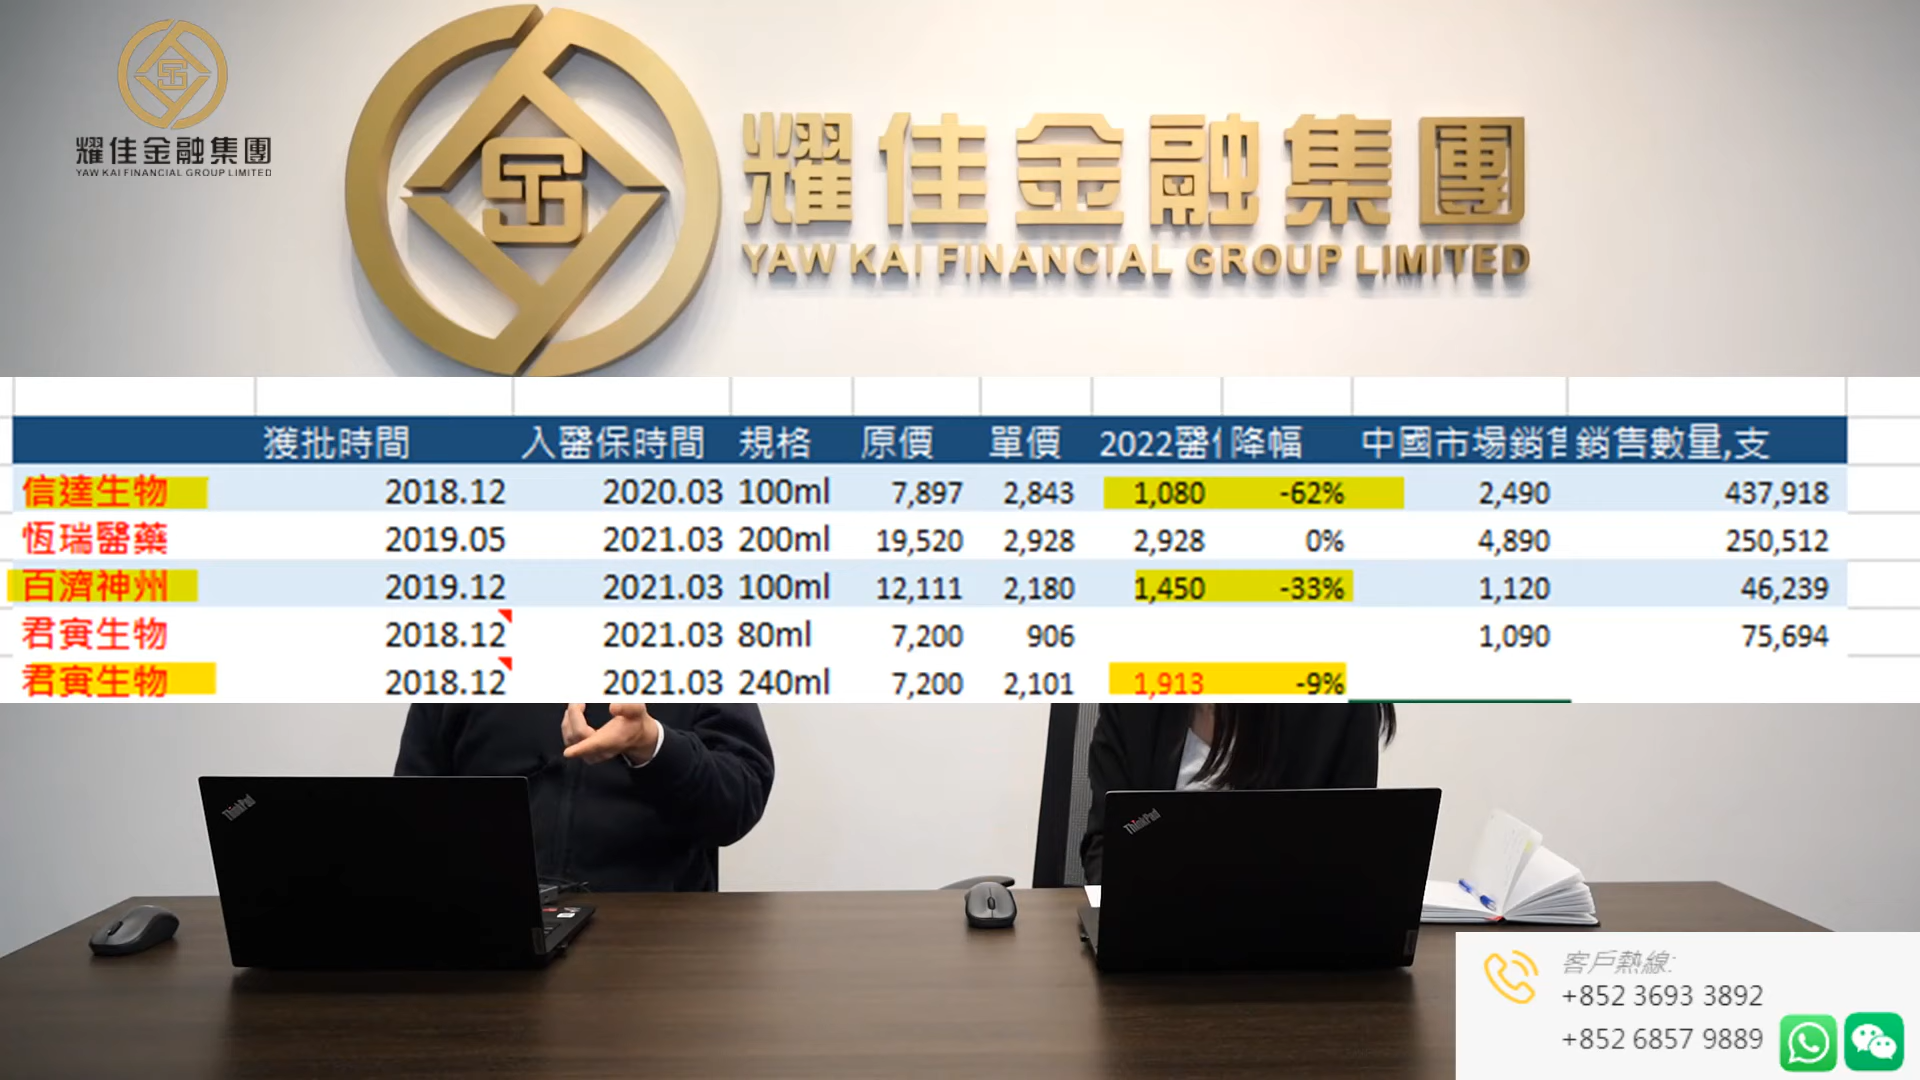 耀佳金融集團
YAW KAI FINANCIAL GROUP LIMITED
耀佳金融集團
YAW KAI FINANCIAL GROUP LIMITED
獲批時間 入醫保時間 規格 原價 單價 2022醫 降幅 中國市場銷售 銷售數量,支
信達生物 2018.12 2020.03 100ml 7,897 2,843 1,080 -62% 2,490 437,918
恆瑞醫藥 2019.05 2021.03 200ml 19,520 2,928 2,928 0% 4,890 250,512
百濟神州 2019.12 2021.03 100ml 12,111 2,180 1,450 -33% 1,120 46,239
君寅生物 2018.12 2021.03 80ml 7,200 906 1,090 75,694
君寅生物 2018.12 2021.03 240ml 7,200 2,101 1,913 -9%
ThinkPad
ThinkPad
客戶熱線:
+852 3693 3892
+852 6857 9889